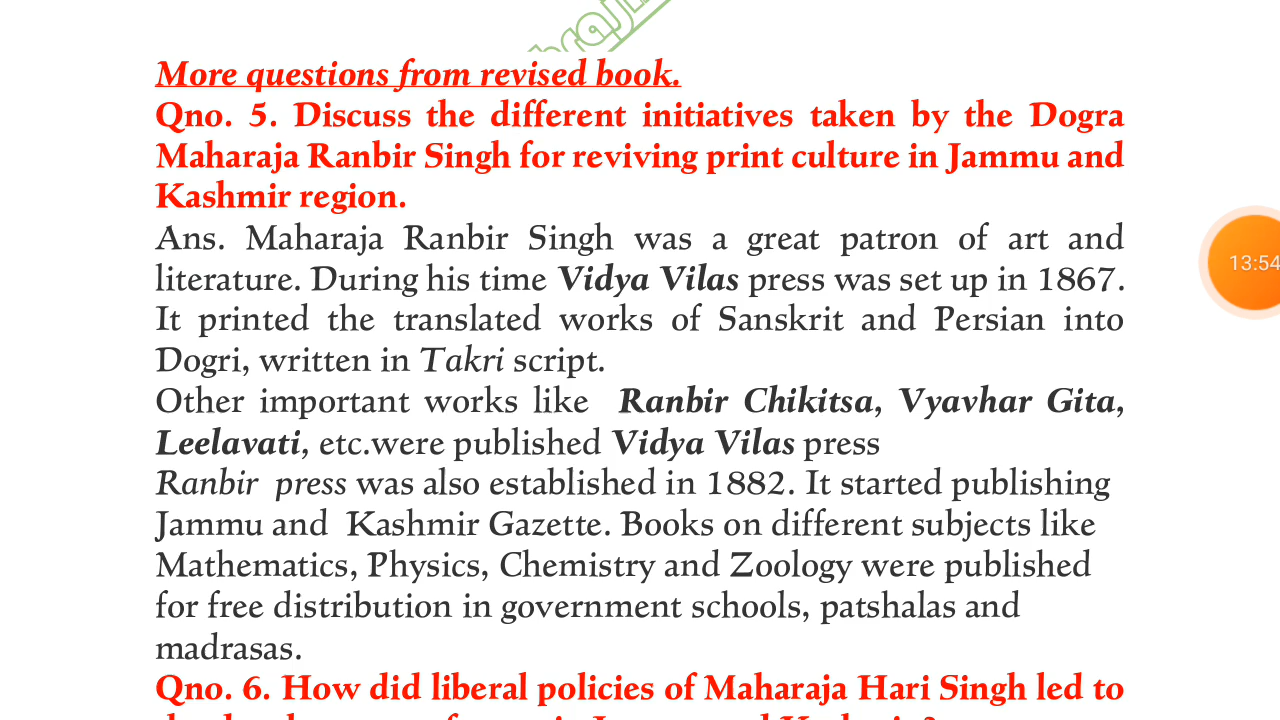 More questions from revised book.
Qno. 5. Discuss the different initiatives taken by the Dogra
Maharaja Ranbir Singh for reviving print culture in Jammu and
Kashmir region.
Ans. Maharaja Ranbir Singh was a great patron of art and
literature. During his time Vidya Vilas press was set up in 1867.
It printed the translated works of Sanskrit and Persian into
Dogri, written in Takri script.
Other important works like Ranbir Chikitsa, Vyavhar Gita,
Leelavati, etc.were published Vidya Vilas press
Ranbir press was also established in 1882. It started publishing
Jammu and Kashmir Gazette. Books on different subjects like
Mathematics, Physics, Chemistry and Zoology were published
for free distribution in government schools, patshalas and
madrasas.
13:54
Qno. 6. How did liberal policies of Maharaja Hari Singh led to